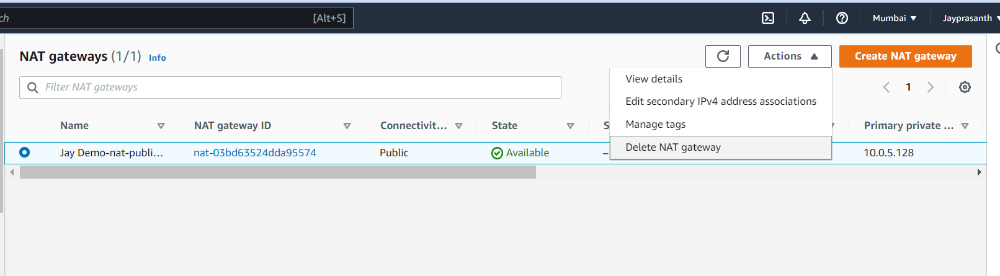 ch [Alt+S] Mumbai Jayprasanth
NAT gateways (1/1) Info Actions Create NAT gateway
Filter NAT gateways 1
View details
Edit secondary IPv4 address associations
Manage tags
Delete NAT gateway
Name NAT gateway ID Connectivit... State S Primary private ...
Jay Demo-nat-publi... nat-03bd63524dda95574 Public Available – 10.0.5.128